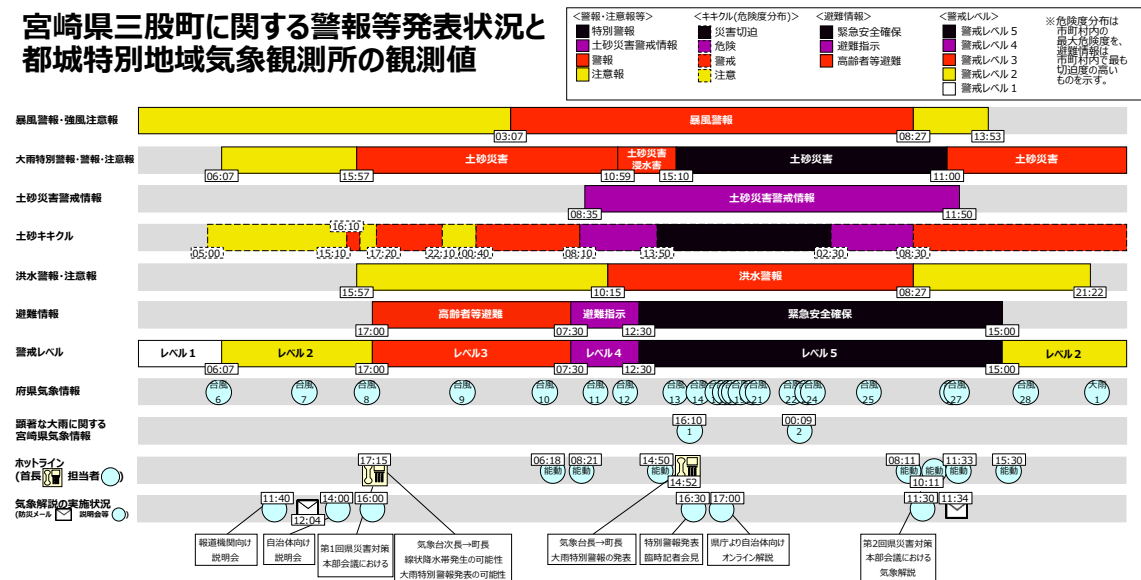 宮崎県三股町に関する警報等発表状況と
都城特別地域気象観測所の観測値
<警報・注意報等>
特別警報
土砂災害警戒情報
警報
注意報
<キキクル(危険度分布)>
災害切迫
危険
警戒
注意
<避難情報>
緊急安全確保
避難指示
高齢者等避難
<警戒レベル>
警戒レベル5
警戒レベル4
警戒レベル3
警戒レベル2
警戒レベル1
※危険度分布は
市町村内の
最大危険度を、
避難情報は
市町村内で最も
切迫度の高い
ものを示す。
暴風警報・強風注意報
暴風警報
03:07 08:27 13:53
大雨特別警報・警報・注意報
土砂災害 土砂災害 土砂災害 土砂災害
浸水害
06:07 15:57 10:59 15:10 11:00
土砂災害警戒情報
土砂災害警戒情報
08:35 11:50
土砂キキクル
16:10
05:00 15:10 17:20 22:10 00:40 08:10 13:50 02:30 08:30
洪水警報・注意報
洪水警報
15:57 10:15 08:27 21:22
避難情報
高齢者等避難 避難指示 緊急安全確保
17:00 07:30 12:30 15:00
警戒レベル
レベル1 レベル2 レベル3 レベル4 レベル5 レベル2
06:07 17:00 07:30 12:30 15:00
府県気象情報
台風 台風 台風 台風 台風 台風 台風 台風 台風 台風 台風 台風 台風 台風 台風 大雨
6 7 8 9 10 11 12 13 14 21 22 24 25 27 28 1
顕著な大雨に関する
宮崎県気象情報
16:10 00:09
1 2
ホットライン
(首長 担当者 )
17:15 06:18 08:21 14:50 08:11 11:33 15:30
能動 能動 能動 能動 能動 能動 能動
14:52 10:11
気象解説の実施状況
(防災メール 説明会等 )
11:40 14:00 16:00 16:30 17:00 11:30 11:34
12:04
報道機関向け
説明会
自治体向け
説明会
第1回県災害対策
本部会議における
気象台次長→町長
線状降水帯発生の可能性
大雨特別警報発表の可能性
気象台長→町長
大雨特別警報の発表
特別警報発表
臨時記者会見
県庁より自治体向け
オンライン解説
第2回県災害対策
本部会議における
気象解説